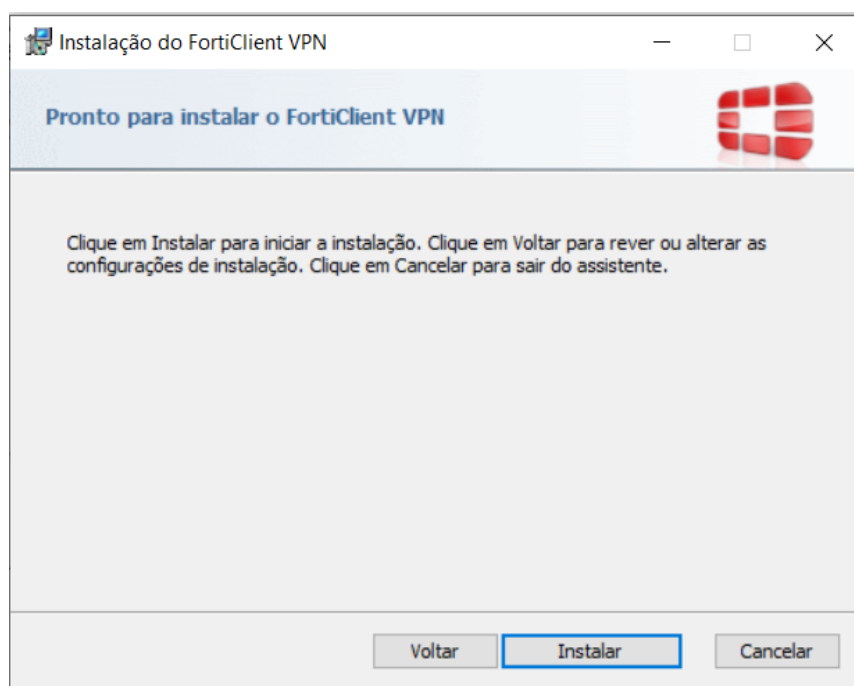 Instalação do FortiClient VPN
Pronto para instalar o FortiClient VPN
Clique em Instalar para iniciar a instalação. Clique em Voltar para rever ou alterar as
configurações de instalação. Clique em Cancelar para sair do assistente.
Voltar
Instalar
Cancelar